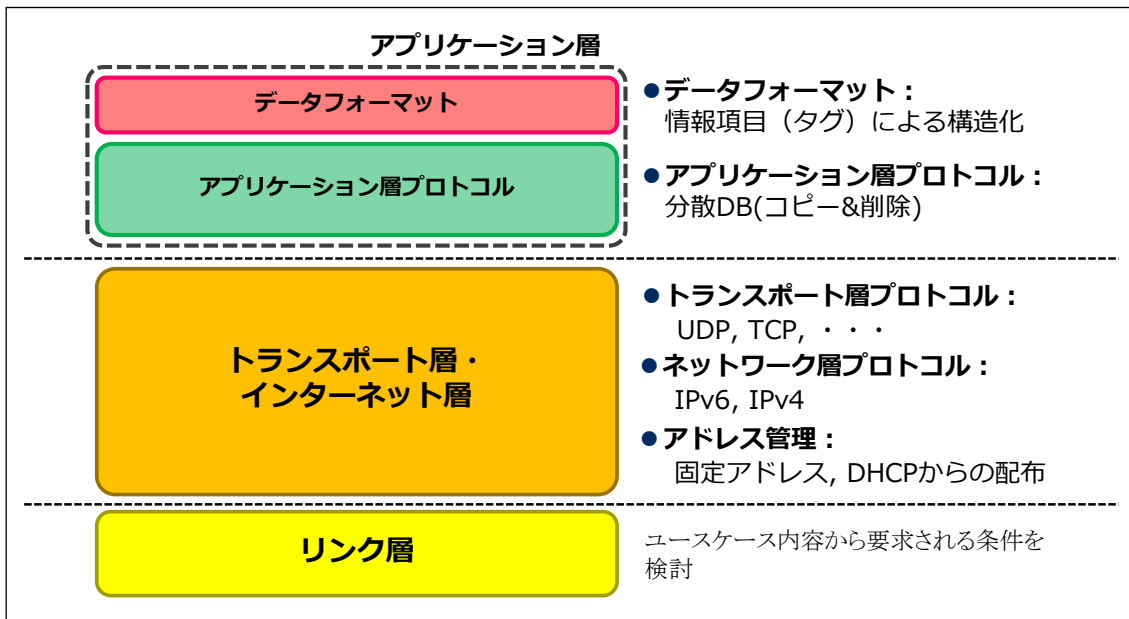 アプリケーション層
データフォーマット
●データフォーマット：
情報項目（タグ）による構造化
アプリケーション層プロトコル
●アプリケーション層プロトコル：
分散DB(コピー&削除)
トランスポート層・
インターネット層
●トランスポート層プロトコル：
UDP, TCP, ・・・
●ネットワーク層プロトコル：
IPv6, IPv4
●アドレス管理：
固定アドレス, DHCPからの配布
リンク層
ユースケース内容から要求される条件を
検討